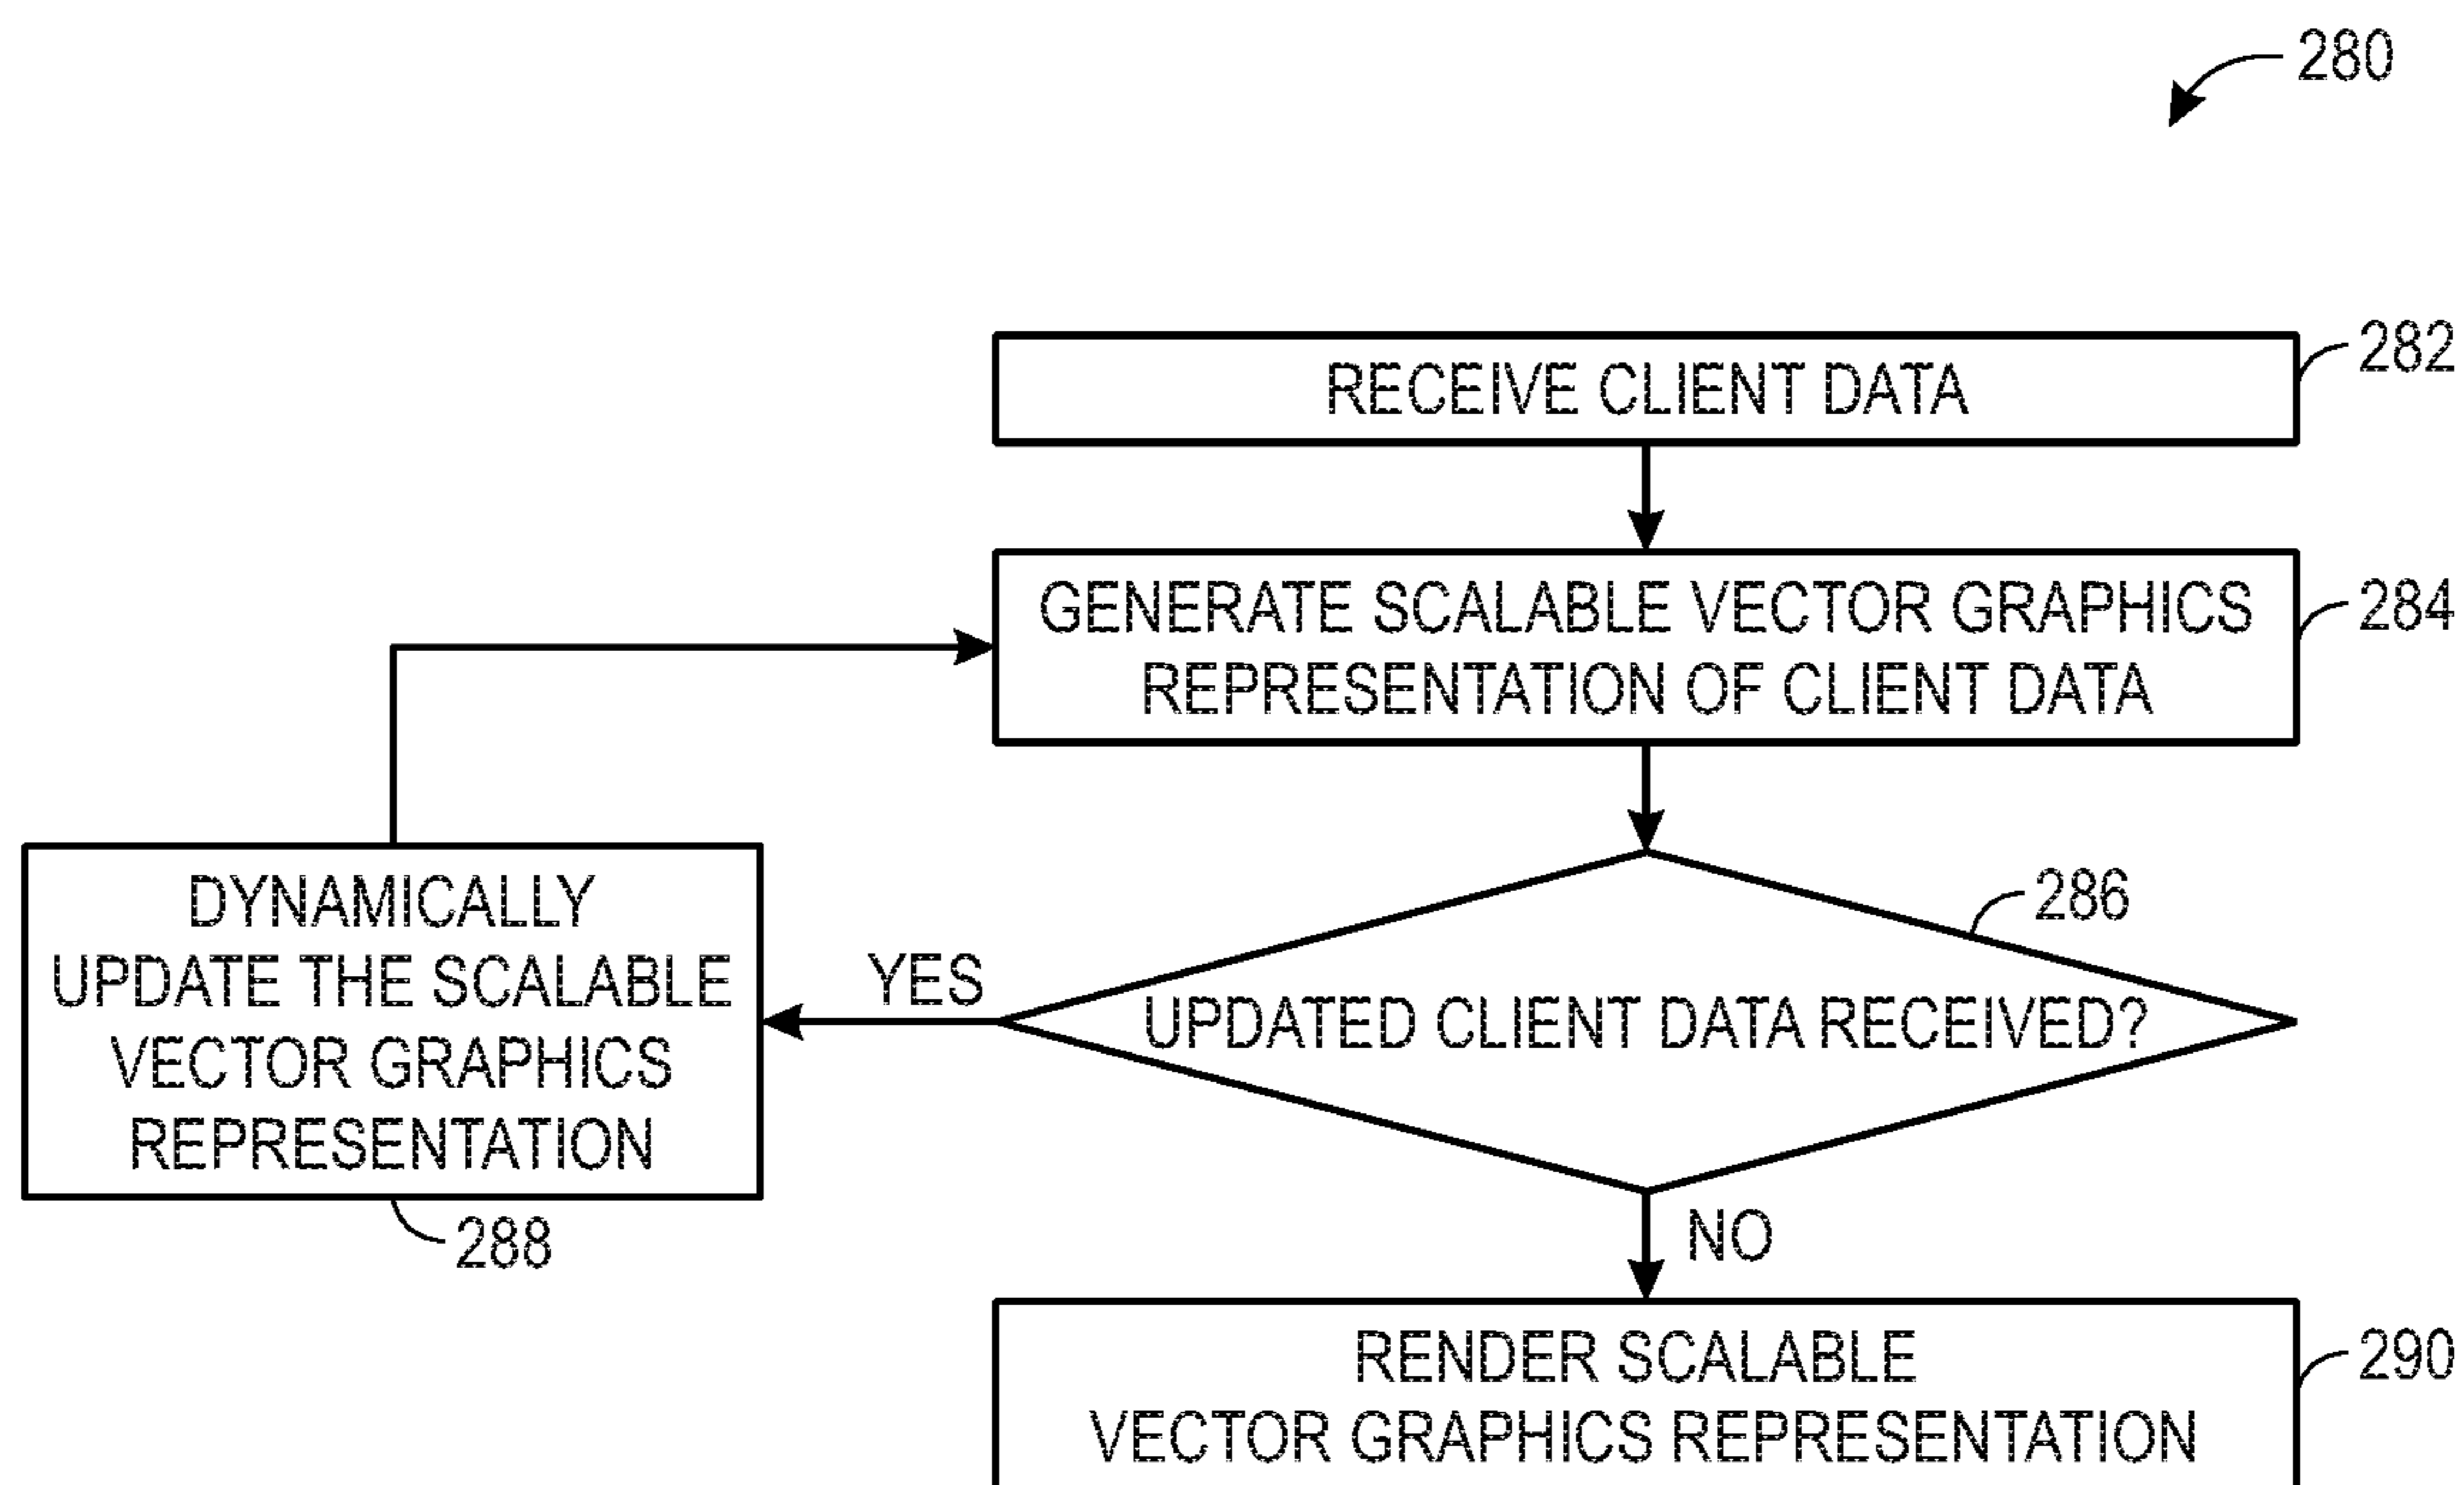 280
RECEIVE CLIENT DATA
282
GENERATE SCALABLE VECTOR GRAPHICS
REPRESENTATION OF CLIENT DATA
284
DYNAMICALLY
UPDATE THE SCALABLE
VECTOR GRAPHICS
REPRESENTATION
288
YES
286
UPDATED CLIENT DATA RECEIVED?
NO
RENDER SCALABLE
VECTOR GRAPHICS REPRESENTATION
290